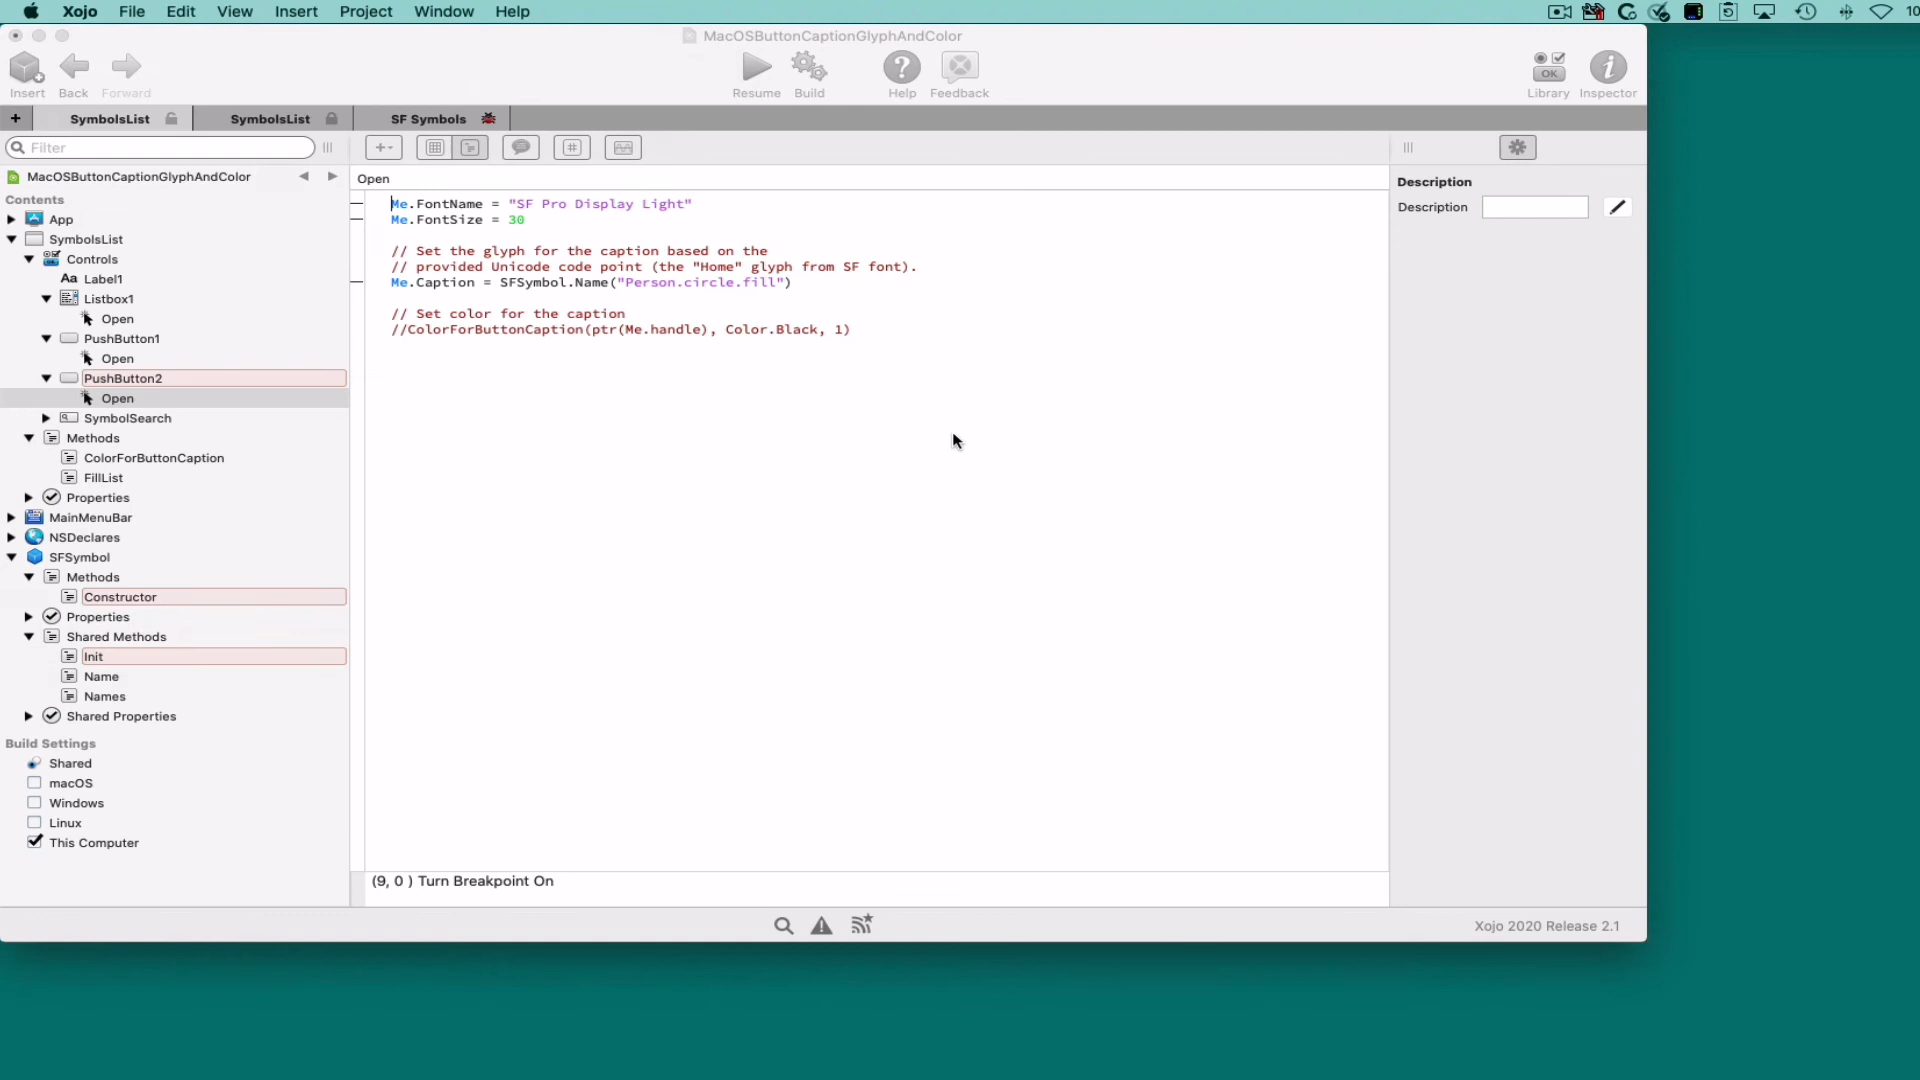 Xojo File Edit View Insert Project Window Help
10
MacOSButtonCaptionGlyphAndColor
OK
Insert Back Forward Resume Build Help Feedback Library Inspector
SymbolsList SymbolsList SF Symbols
Filter
MacOSButtonCaptionGlyphAndColor
Contents
App
SymbolsList
Controls
Aa Label1
Listbox1
Open
PushButton1
Open
PushButton2
Open
SymbolSearch
Methods
ColorForButtonCaption
FillList
Properties
MainMenuBar
NSDeclares
SFSymbol
Methods
Constructor
Properties
Shared Methods
Init
Name
Names
Shared Properties
Build Settings
Shared
macOS
Windows
Linux
This Computer
Open
Me.FontName = "SF Pro Display Light"
Me.FontSize = 30
// Set the glyph for the caption based on the
// provided Unicode code point (the "Home" glyph from SF font).
Me.Caption = SFSymbol.Name("Person.circle.fill")
// Set color for the caption
//ColorForButtonCaption(ptr(Me.handle), Color.Black, 1)
(9, 0 ) Turn Breakpoint On
Description
Description
Xojo 2020 Release 2.1